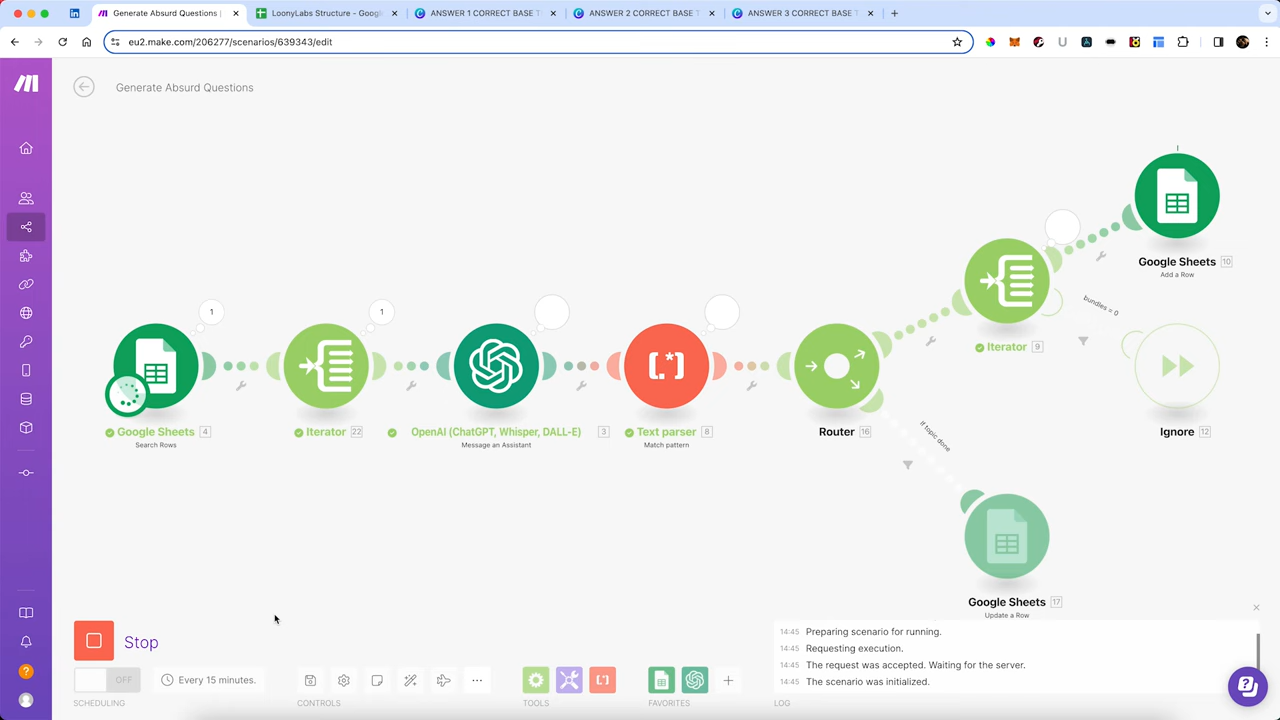 Generate Absurd Questions |
LoonyLabs Structure - Google
ANSWER 1 CORRECT BASE T
ANSWER 2 CORRECT BASE T
ANSWER 3 CORRECT BASE T
eu2.make.com/206277/scenarios/639343/edit
Generate Absurd Questions
Google Sheets 10
Add a Row
bundles = 0
Iterator 9
1
1
Google Sheets 4
Search Rows
Iterator 22
OpenAI (ChatGPT, Whisper, DALL-E) 3
Message an Assistant
Text parser 8
Match pattern
Router 16
Ignore 12
If topic done
Google Sheets 17
Update a Row
Stop
14:45 Preparing scenario for running.
14:45 Requesting execution.
14:45 The request was accepted. Waiting for the server.
14:45 The scenario was initialized.
OFF
Every 15 minutes.
SCHEDULING
CONTROLS
TOOLS
FAVORITES
LOG